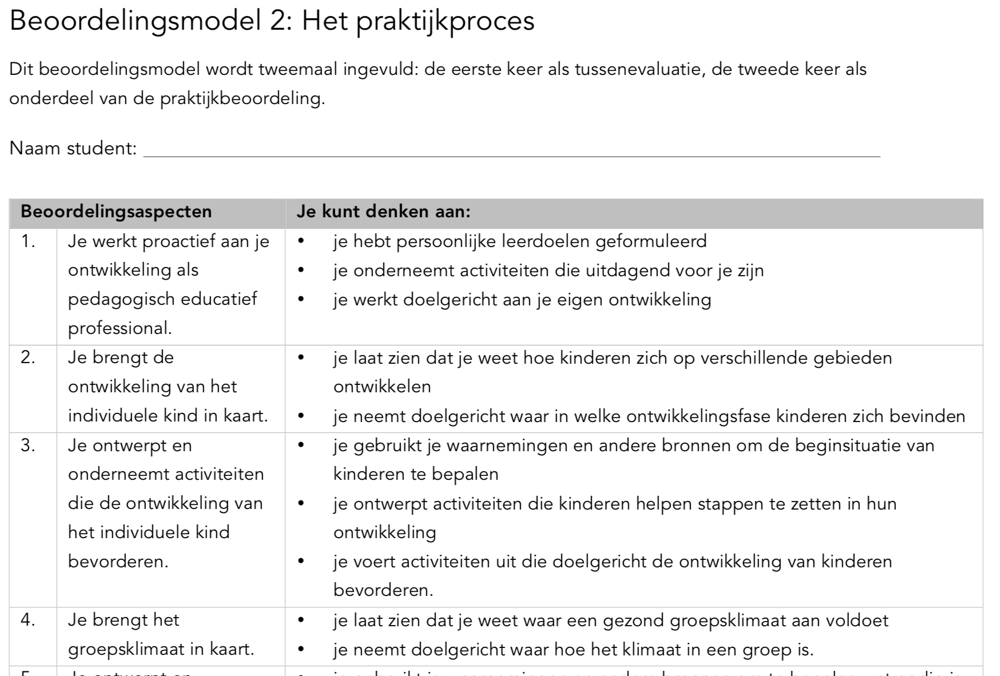 Beoordelingsmodel 2: Het praktijkproces
Dit beoordelingsmodel wordt tweemaal ingevuld: de eerste keer als tussenevaluatie, de tweede keer als
onderdeel van de praktijkbeoordeling.
Naam student:
Beoordelingsaspecten
Je kunt denken aan:
1.
Je werkt proactief aan je
ontwikkeling als
pedagogisch educatief
professional.
• je hebt persoonlijke leerdoelen geformuleerd
• je onderneemt activiteiten die uitdagend voor je zijn
• je werkt doelgericht aan je eigen ontwikkeling
2.
Je brengt de
ontwikkeling van het
individuele kind in kaart.
• je laat zien dat je weet hoe kinderen zich op verschillende gebieden
ontwikkelen
• je neemt doelgericht waar in welke ontwikkelingsfase kinderen zich bevinden
3.
Je ontwerpt en
onderneemt activiteiten
die de ontwikkeling van
het individuele kind
bevorderen.
• je gebruikt je waarnemingen en andere bronnen om de beginsituatie van
kinderen te bepalen
• je ontwerpt activiteiten die kinderen helpen stappen te zetten in hun
ontwikkeling
• je voert activiteiten uit die doelgericht de ontwikkeling van kinderen
bevorderen.
4.
Je brengt het
groepsklimaat in kaart.
• je laat zien dat je weet waar een gezond groepsklimaat aan voldoet
• je neemt doelgericht waar hoe het klimaat in een groep is.
5.
Je ontwerpt en